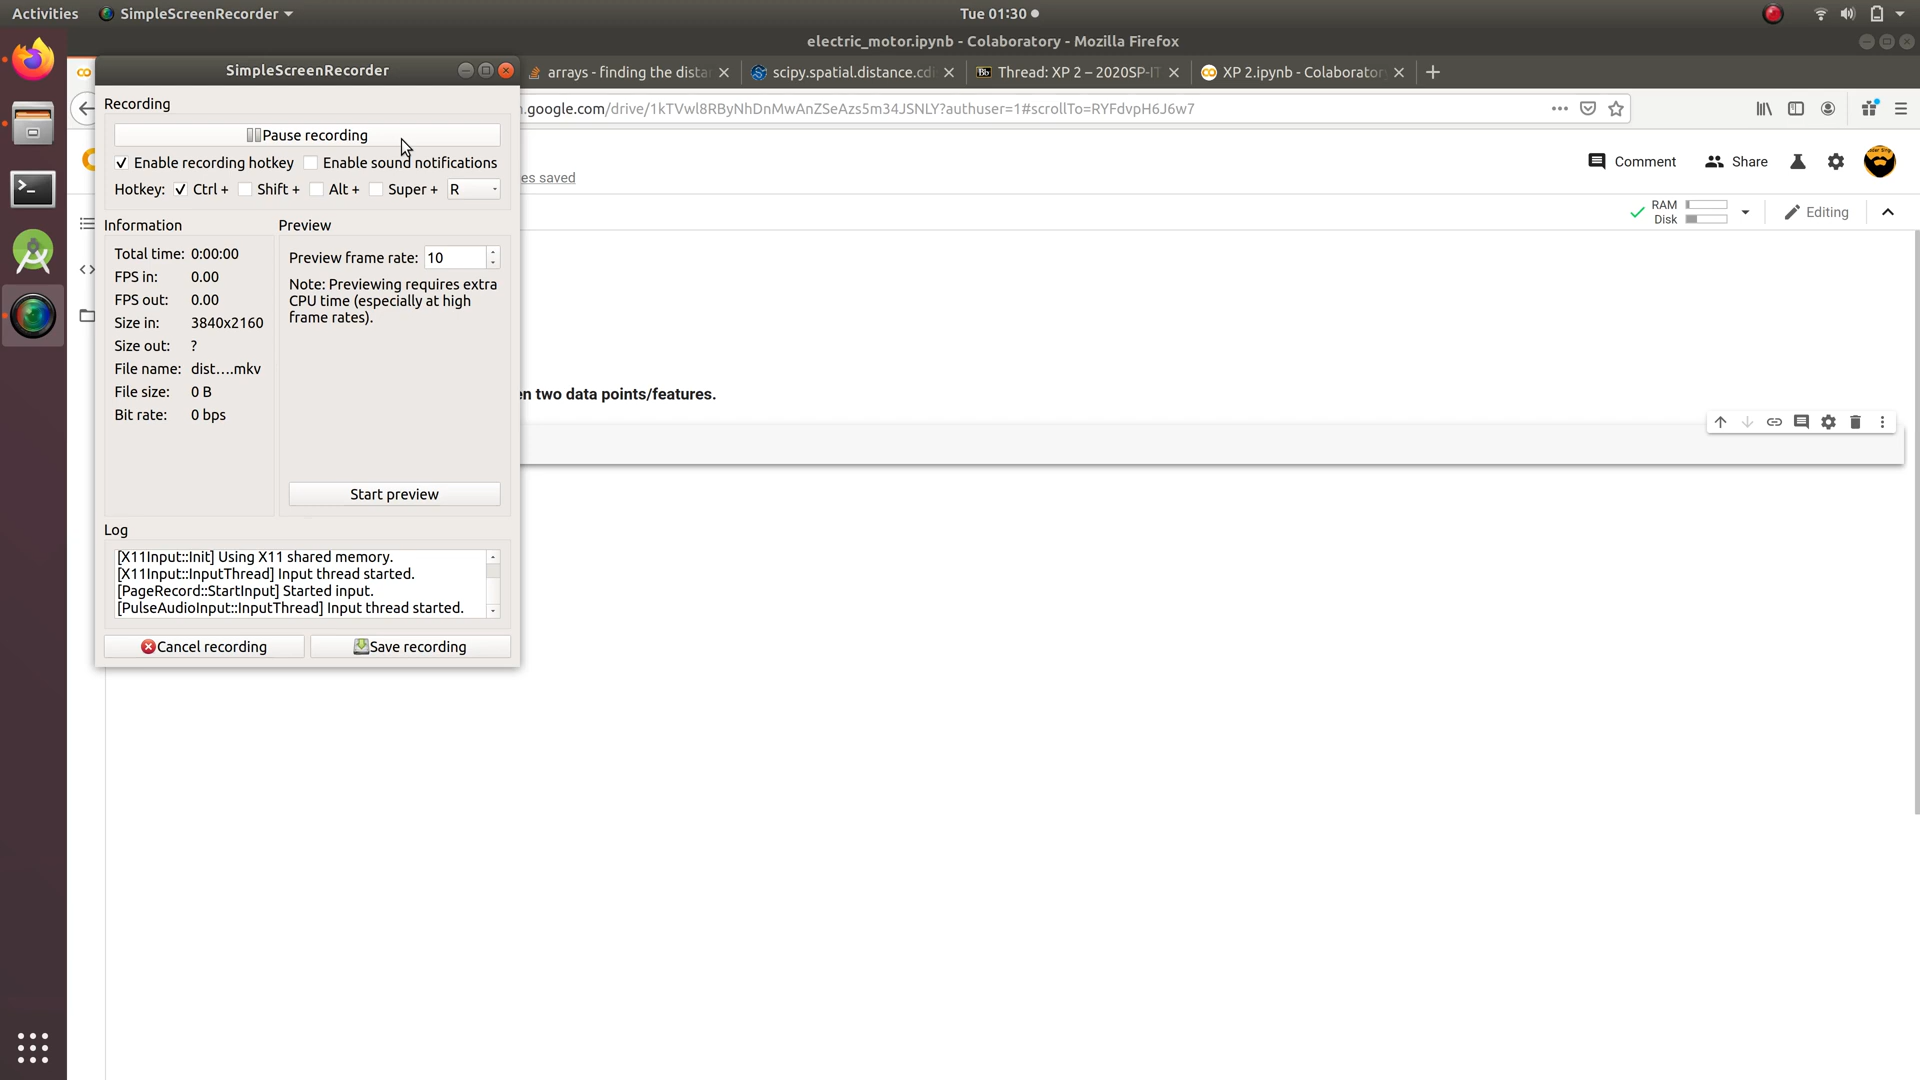 Activities
SimpleScreenRecorder
Tue 01:30
electric_motor.ipynb - Colaboratory - Mozilla Firefox
SimpleScreenRecorder
arrays - finding the dista
scipy.spatial.distance.cdi
Thread: XP 2 – 2020SP-IT
XP 2.ipynb - Colaborator
.google.com/drive/1kTVwl8RByNhDnMwAnZSeAzs5m34JSNLY?authuser=1#scrollTo=RYFdvpH6J6w7
Recording
Pause recording
Enable recording hotkey
Enable sound notifications
Hotkey:
Ctrl +
Shift +
Alt +
Super +
R
es saved
Comment
Share
RAM
Disk
Editing
Information
Total time: 0:00:00
FPS in: 0.00
FPS out: 0.00
Size in: 3840x2160
Size out: ?
File name: dist....mkv
File size: 0 B
Bit rate: 0 bps
Preview
Preview frame rate: 10
Note: Previewing requires extra
CPU time (especially at high
frame rates).
Start preview
en two data points/features.
Log
[X11Input::Init] Using X11 shared memory.
[X11Input::InputThread] Input thread started.
[PageRecord::StartInput] Started input.
[PulseAudioInput::InputThread] Input thread started.
Cancel recording
Save recording